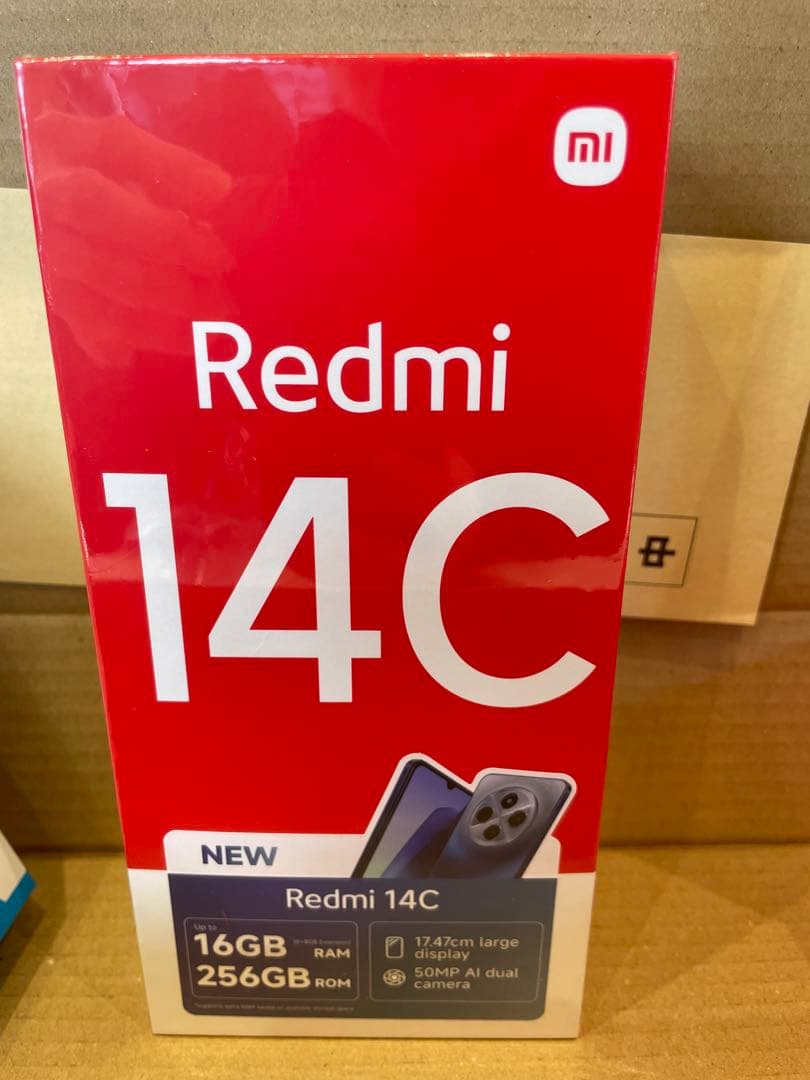 mi
Redmi
14C
NEW
Redmi 14C
Up to
16GB RAM
256GB ROM
17.47cm large
display
50MP AI dual
camera